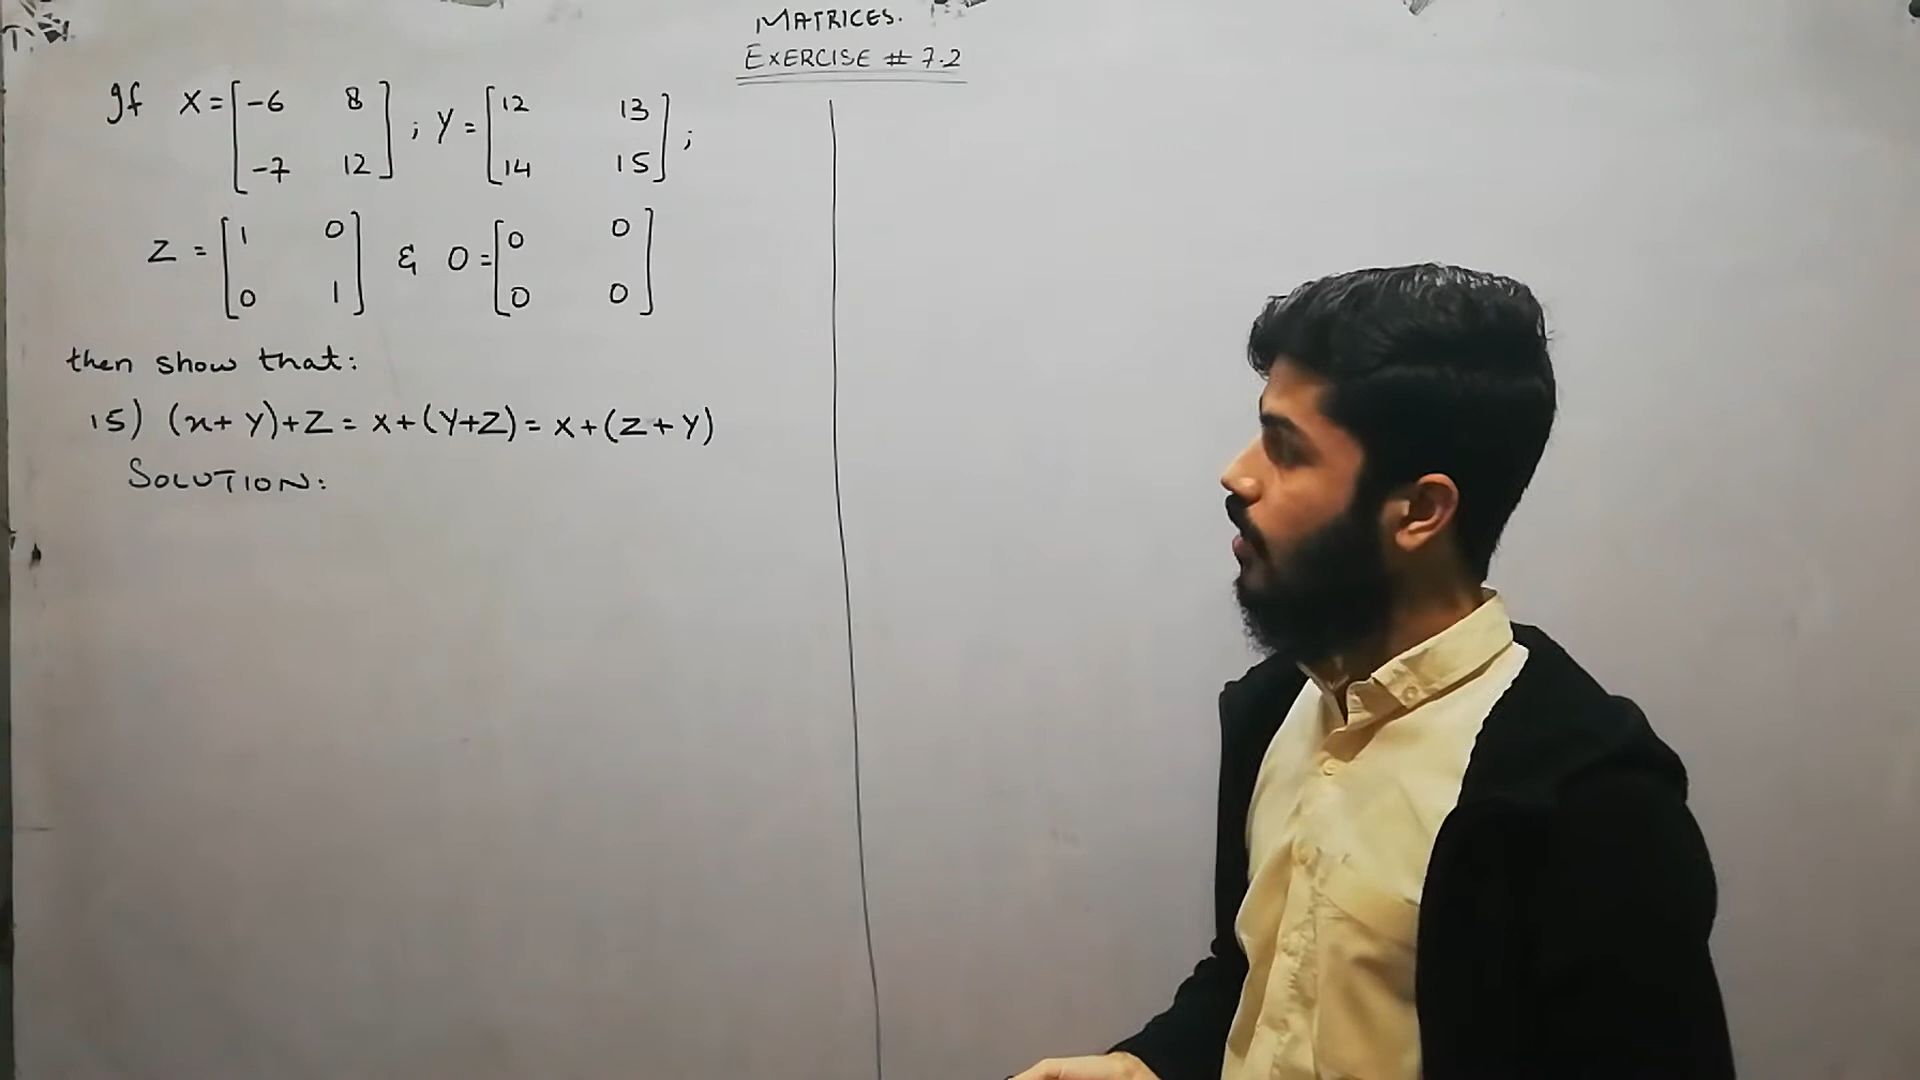 MATRICES.
EXERCISE # 7.2
If X = [-6 8
-7 12] ; Y = [12 13
14 15] ;
Z = [1 0
0 1] & O = [0 0
0 0]
then show that:
15) (x+Y)+Z = X+(Y+Z) = X+(Z+Y)
SOLUTION: